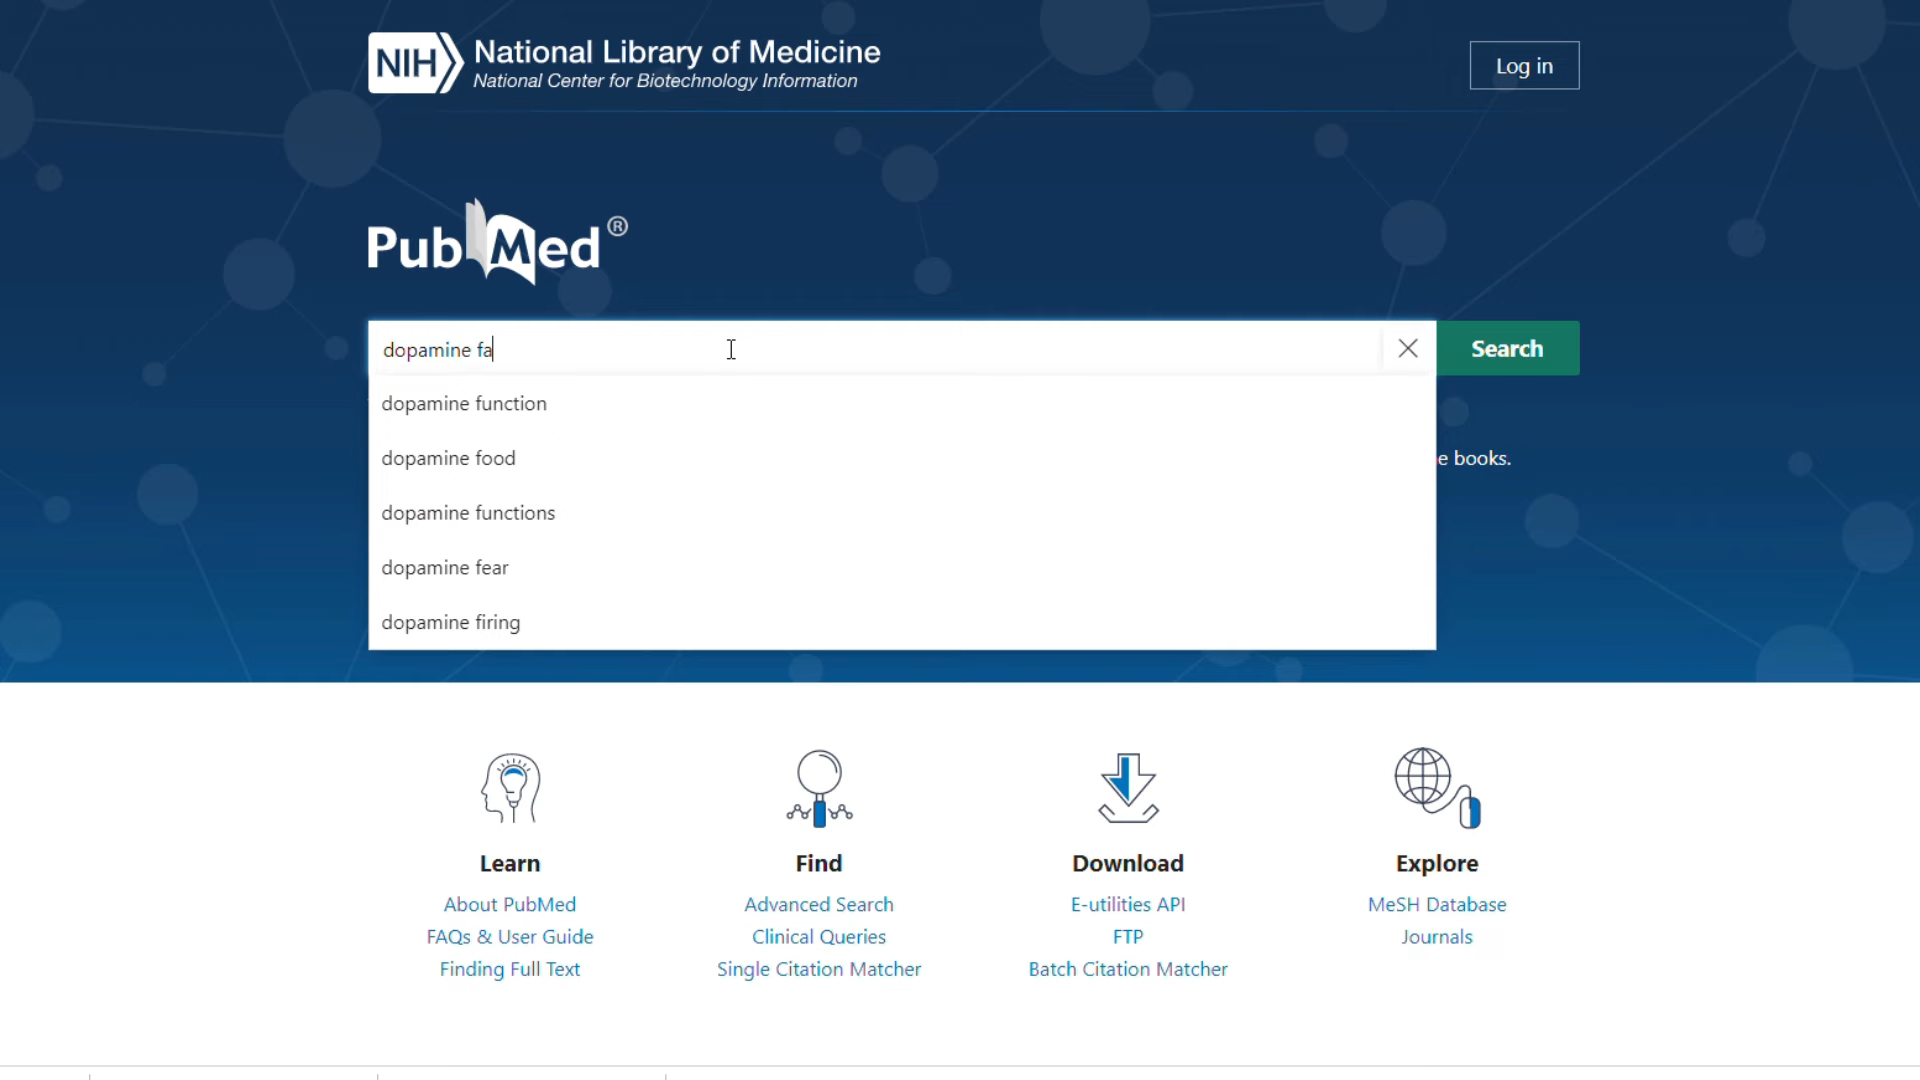 NIH National Library of Medicine
National Center for Biotechnology Information
Log in
PubMed®
dopamine fa
Search
dopamine function
dopamine food
e books.
dopamine functions
dopamine fear
dopamine firing
Learn
About PubMed
FAQs & User Guide
Finding Full Text
Find
Advanced Search
Clinical Queries
Single Citation Matcher
Download
E-utilities API
FTP
Batch Citation Matcher
Explore
MeSH Database
Journals